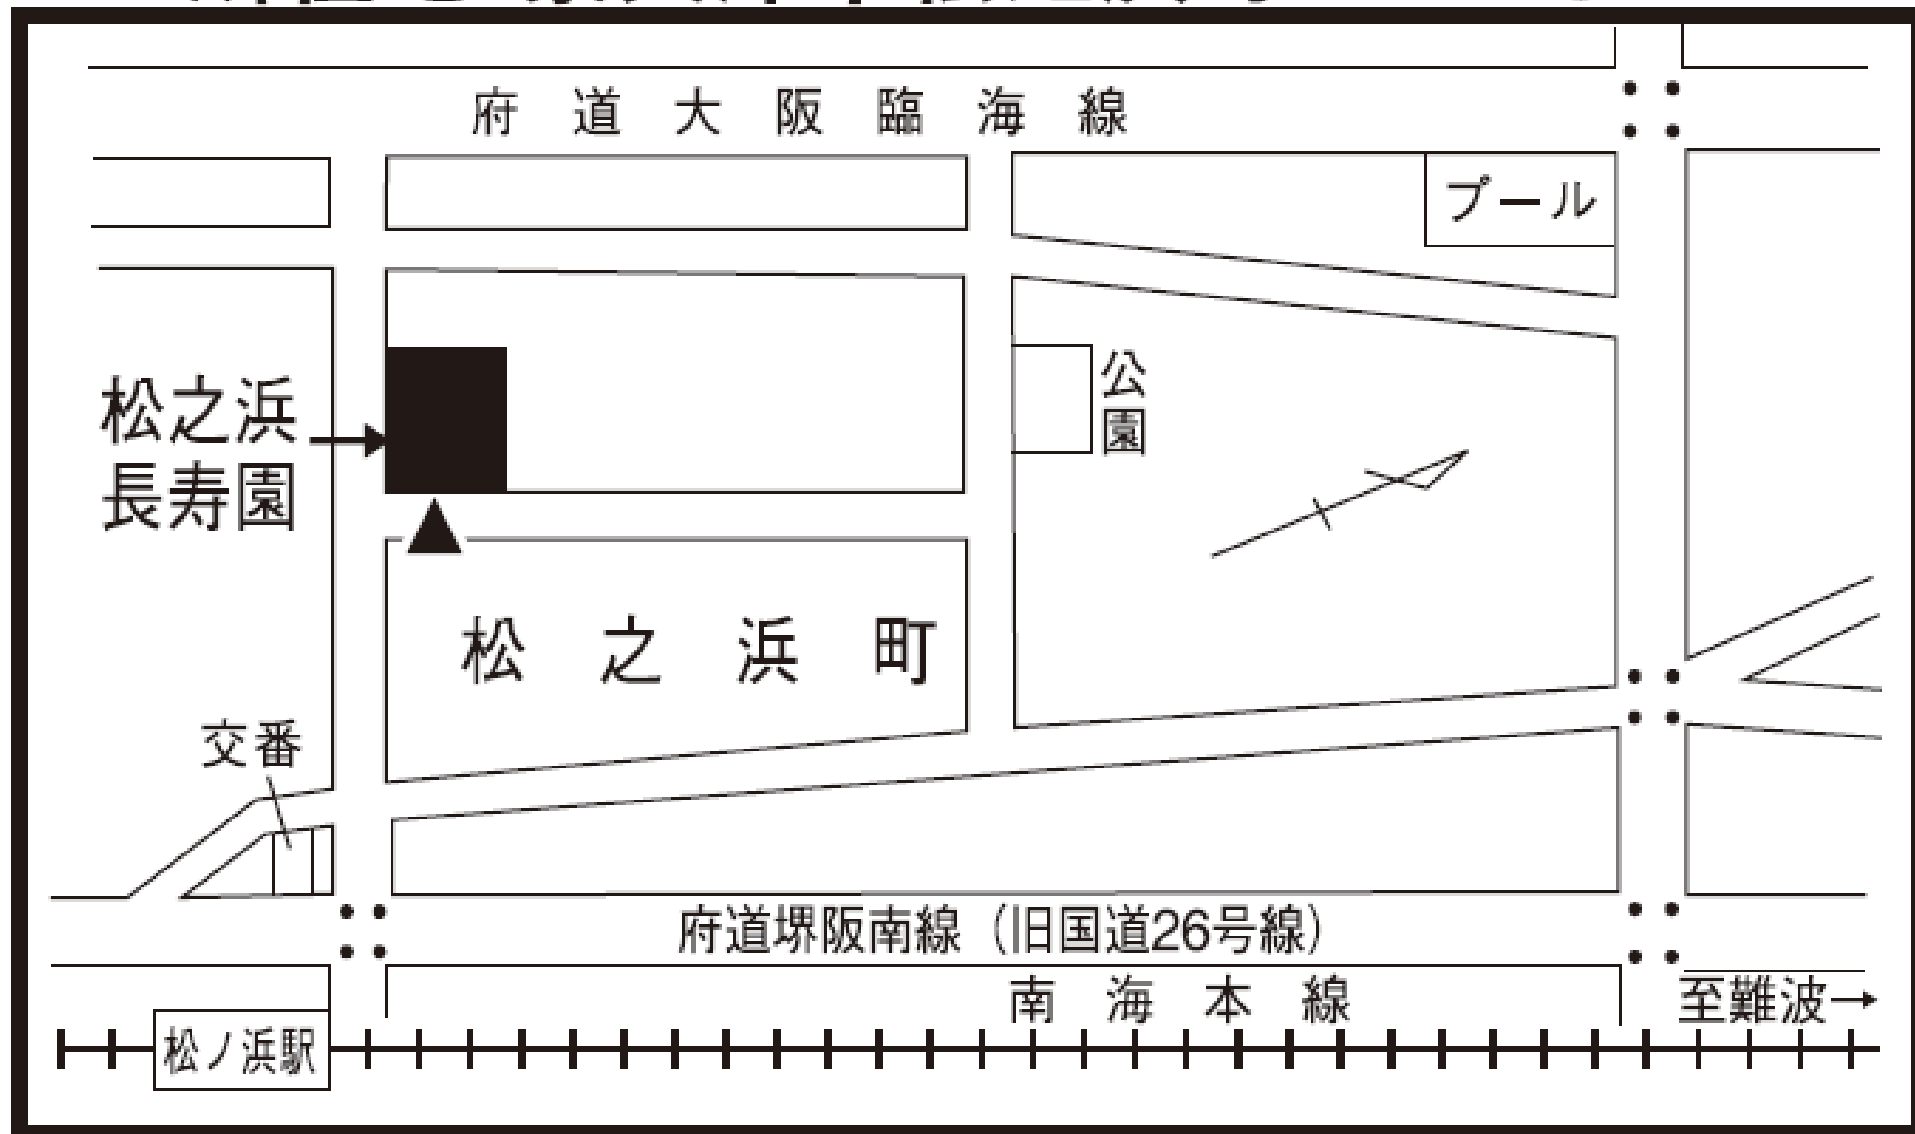 府道大阪臨海線
プール
松之浜
長寿園
公園
松之浜町
交番
府道堺阪南線（旧国道26号線）
南海本線
至難波→
松ノ浜駅